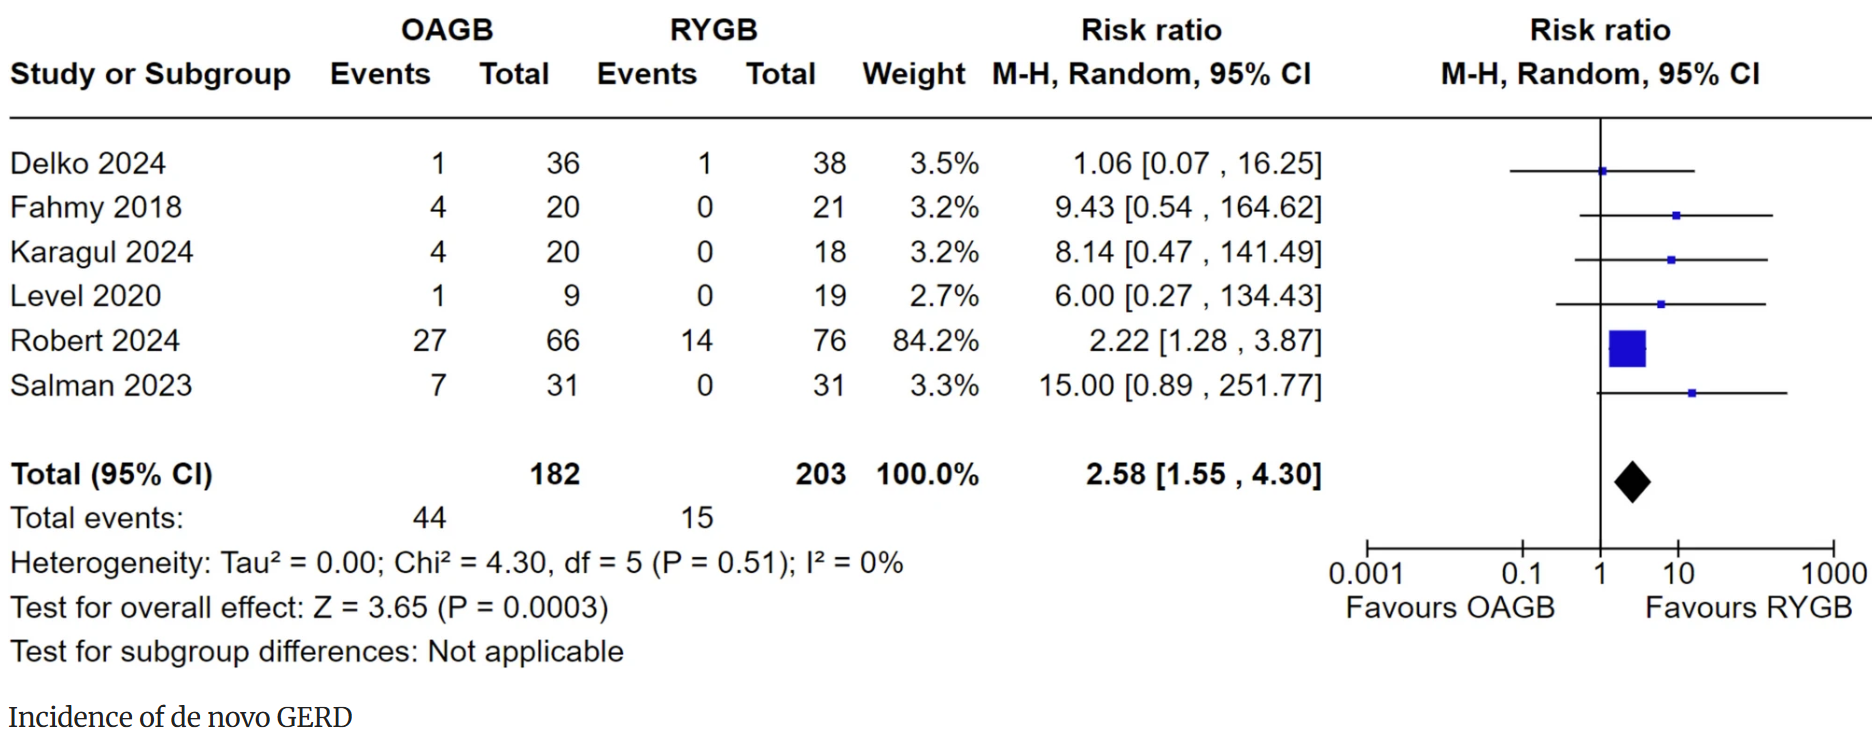 OAGB RYGB Risk ratio Risk ratio
Study or Subgroup Events Total Events Total Weight M-H, Random, 95% CI M-H, Random, 95% CI
Delko 2024 1 36 1 38 3.5% 1.06 [0.07 , 16.25]
Fahmy 2018 4 20 0 21 3.2% 9.43 [0.54 , 164.62]
Karagul 2024 4 20 0 18 3.2% 8.14 [0.47 , 141.49]
Level 2020 1 9 0 19 2.7% 6.00 [0.27 , 134.43]
Robert 2024 27 66 14 76 84.2% 2.22 [1.28 , 3.87]
Salman 2023 7 31 0 31 3.3% 15.00 [0.89 , 251.77]
Total (95% CI) 182 203 100.0% 2.58 [1.55 , 4.30]
Total events: 44 15
Heterogeneity: Tau² = 0.00; Chi² = 4.30, df = 5 (P = 0.51); I² = 0%
0.001 0.1 1 10 1000
Test for overall effect: Z = 3.65 (P = 0.0003)
Favours OAGB Favours RYGB
Test for subgroup differences: Not applicable
Incidence of de novo GERD